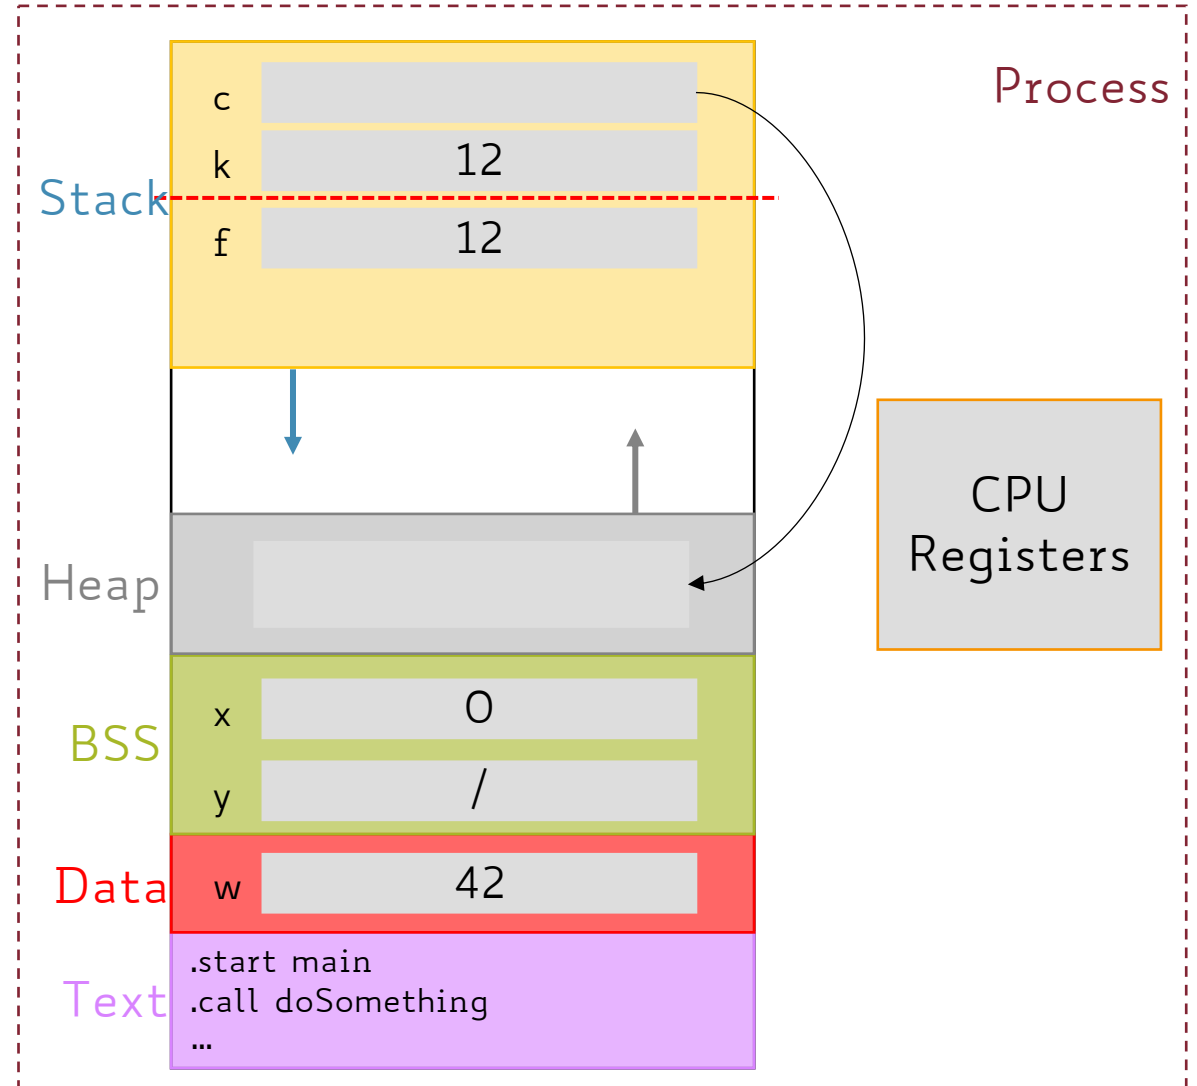 Process
Stack
c
k 12
f 12
CPU
Registers
Heap
BSS
x 0
y /
Data
w 42
Text
.start main
.call doSomething
...